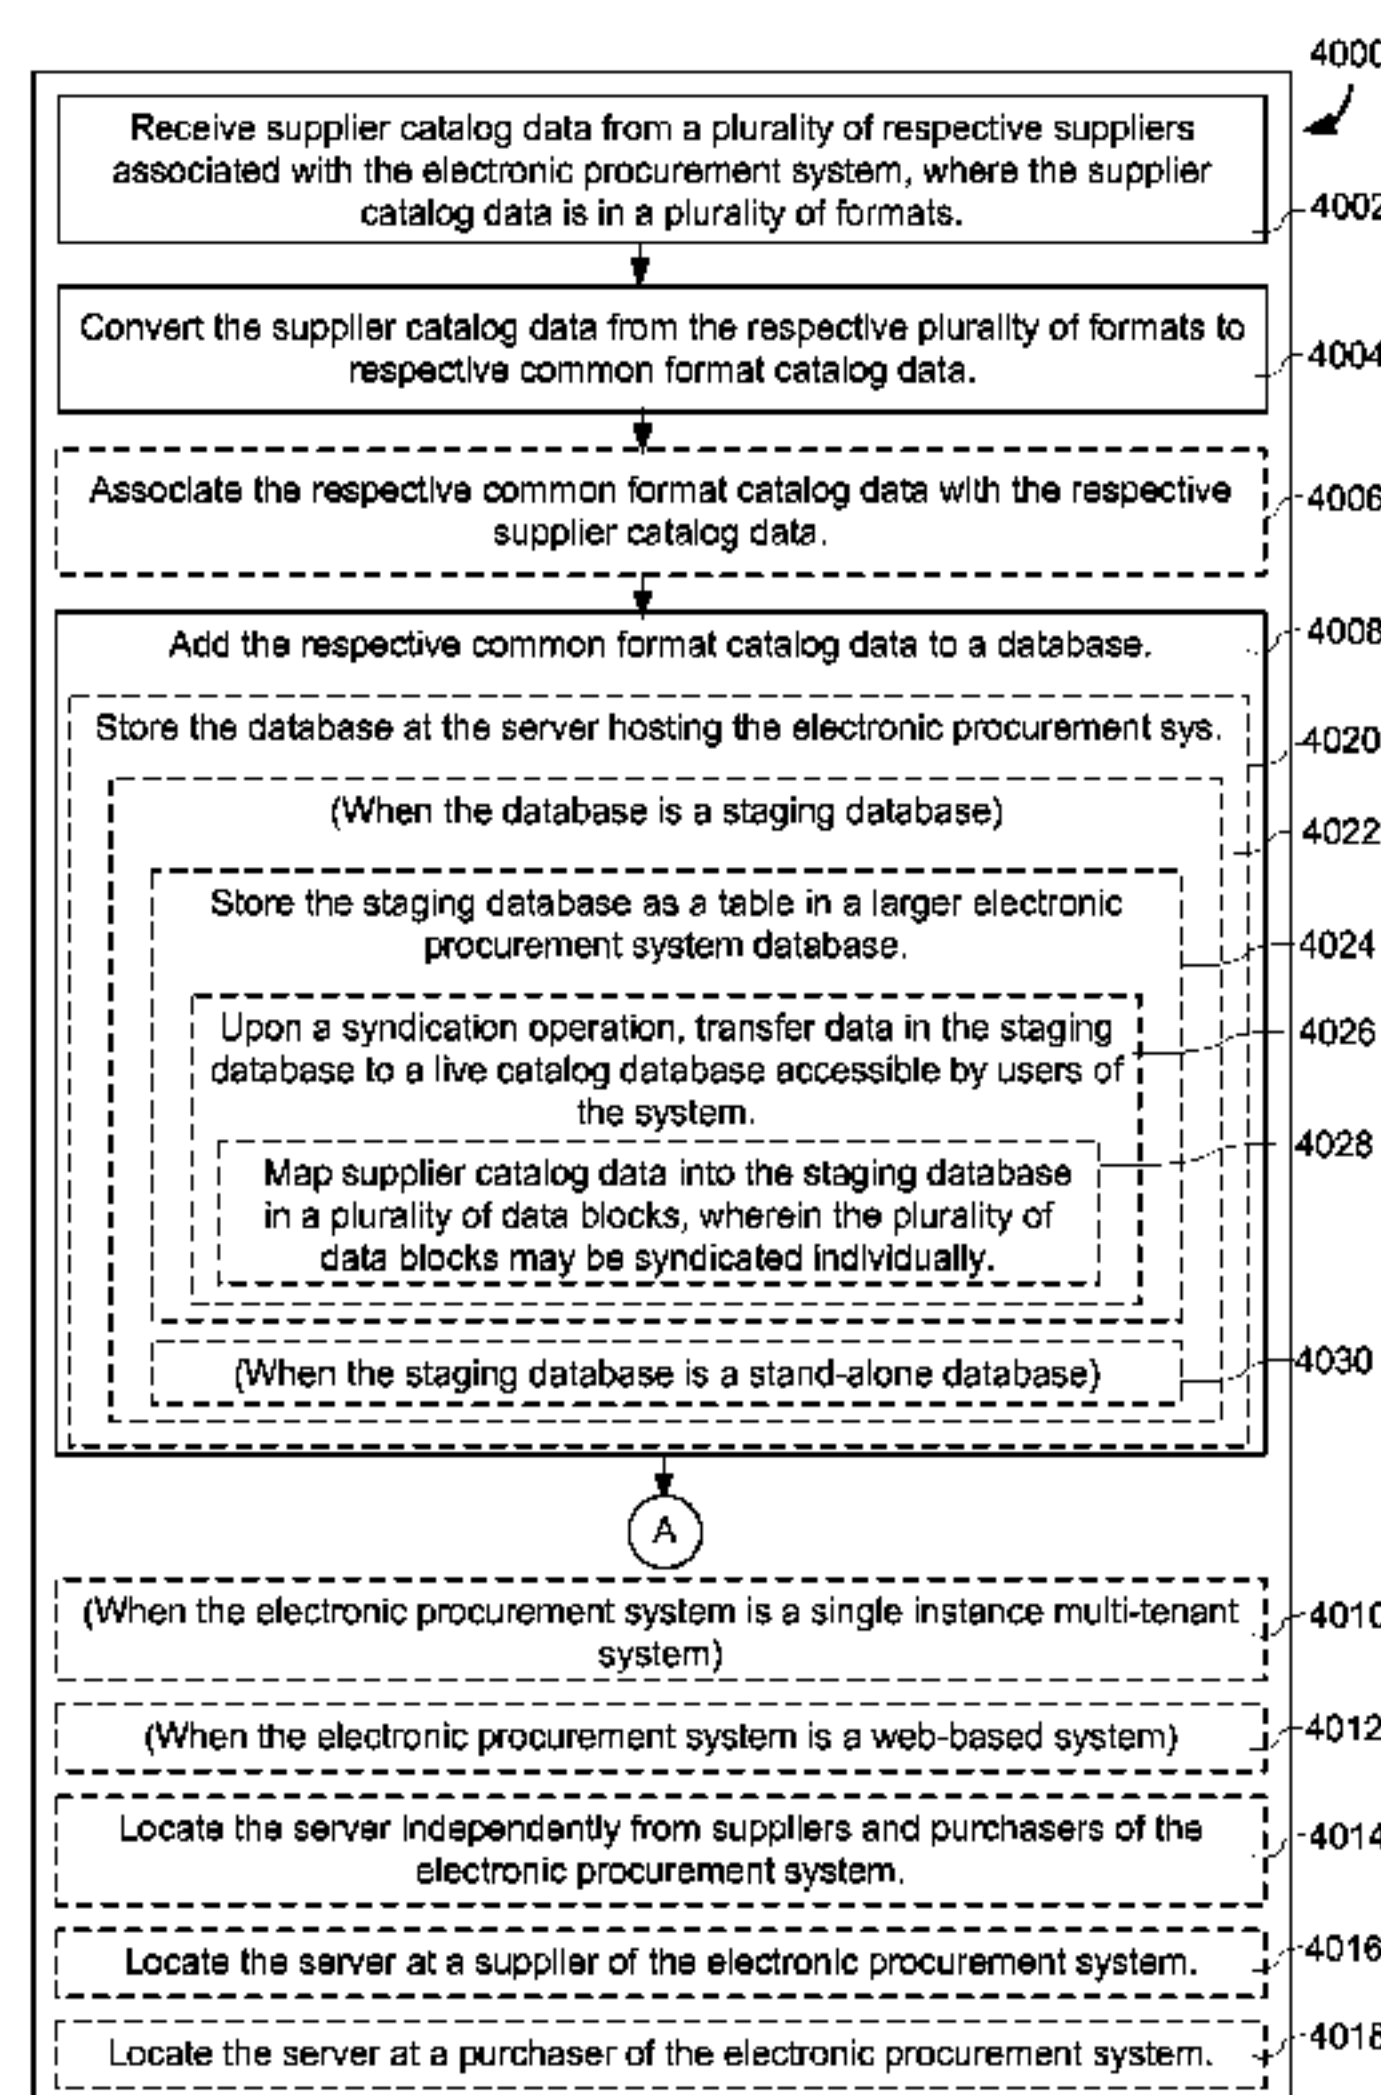 4000
Receive supplier catalog data from a plurality of respective suppliers
associated with the electronic procurement system, where the supplier
catalog data is in a plurality of formats.
4002
Convert the supplier catalog data from the respective plurality of formats to
respective common format catalog data.
4004
Associate the respective common format catalog data with the respective
supplier catalog data.
4006
Add the respective common format catalog data to a database.
4008
Store the database at the server hosting the electronic procurement sys.
4020
(When the database is a staging database)
4022
Store the staging database as a table in a larger electronic
procurement system database.
4024
Upon a syndication operation, transfer data in the staging
database to a live catalog database accessible by users of
the system.
4026
Map supplier catalog data into the staging database
in a plurality of data blocks, wherein the plurality of
data blocks may be syndicated individually.
4028
(When the staging database is a stand-alone database)
4030
A
(When the electronic procurement system is a single instance multi-tenant
system)
4010
(When the electronic procurement system is a web-based system)
4012
Locate the server independently from suppliers and purchasers of the
electronic procurement system.
4014
Locate the server at a supplier of the electronic procurement system.
4016
Locate the server at a purchaser of the electronic procurement system.
4018